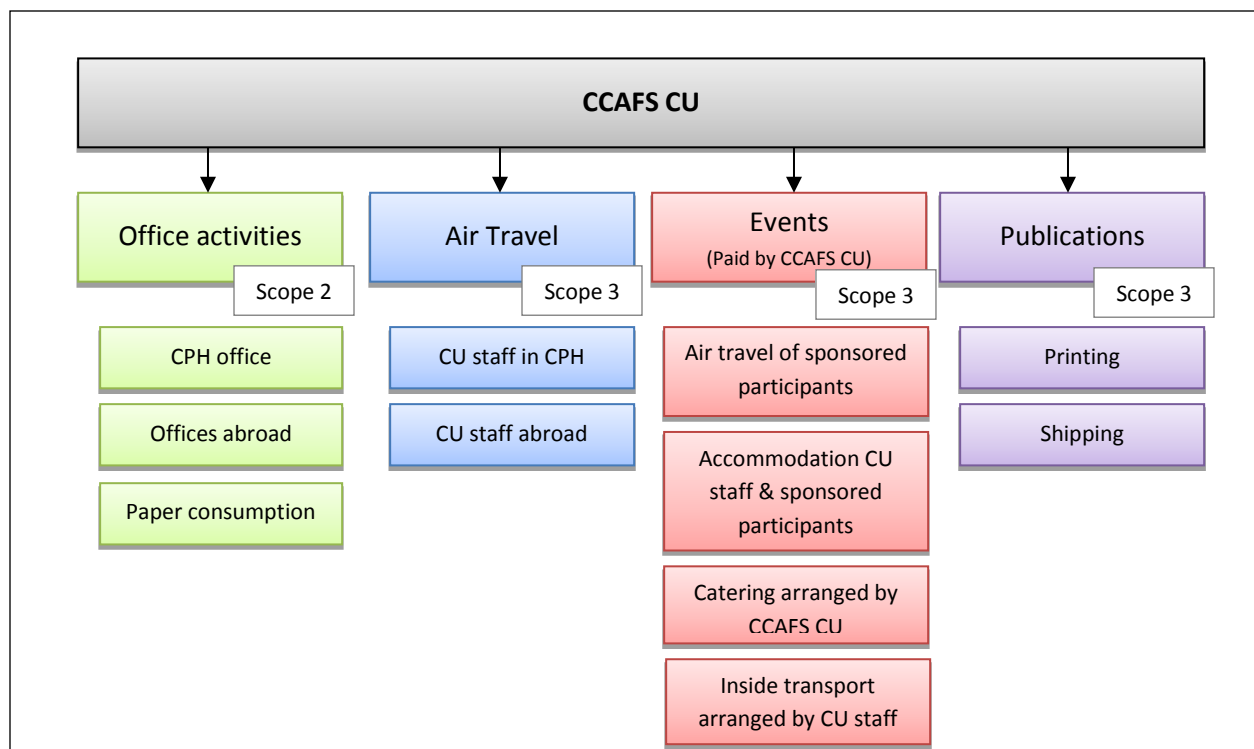 CCAFS CU
Office activities
Scope 2
CPH office
Offices abroad
Paper consumption
Air Travel
Scope 3
CU staff in CPH
CU staff abroad
Events
(Paid by CCAFS CU)
Scope 3
Air travel of sponsored
participants
Accommodation CU
staff & sponsored
participants
Catering arranged by
CCAFS CU
Inside transport
arranged by CU staff
Publications
Scope 3
Printing
Shipping